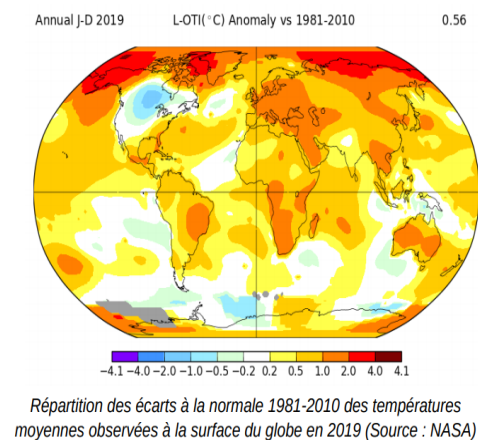 Annual J-D 2019 L-OTI(°C) Anomaly vs 1981-2010 0.56
−4.1 −4.0 −2.0 −1.0 −0.5 −0.2 0.2 0.5 1.0 2.0 4.0 4.1
Répartition des écarts à la normale 1981-2010 des températures
moyennes observées à la surface du globe en 2019 (Source : NASA)